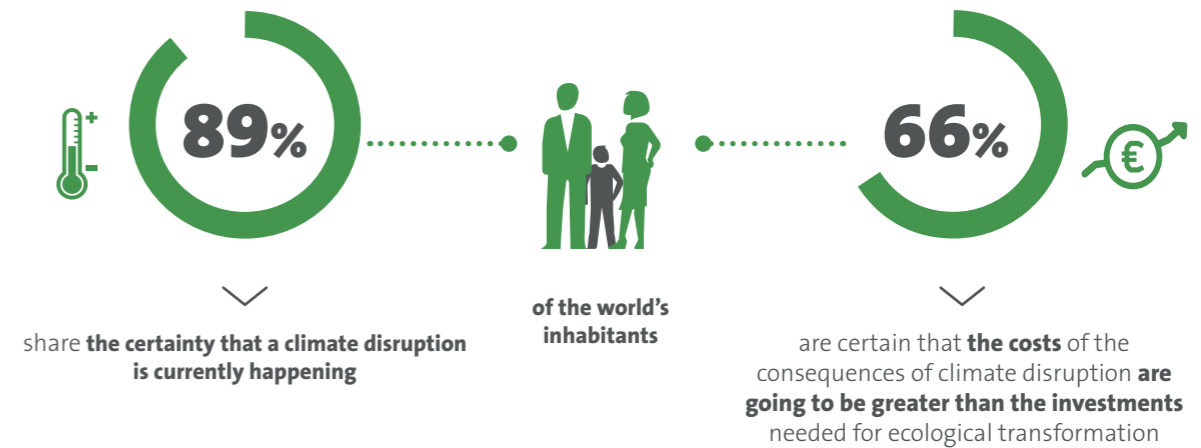 89%
share the certainty that a climate disruption
is currently happening
of the world’s
inhabitants
66%
€
are certain that the costs of the
consequences of climate disruption are
going to be greater than the investments
needed for ecological transformation